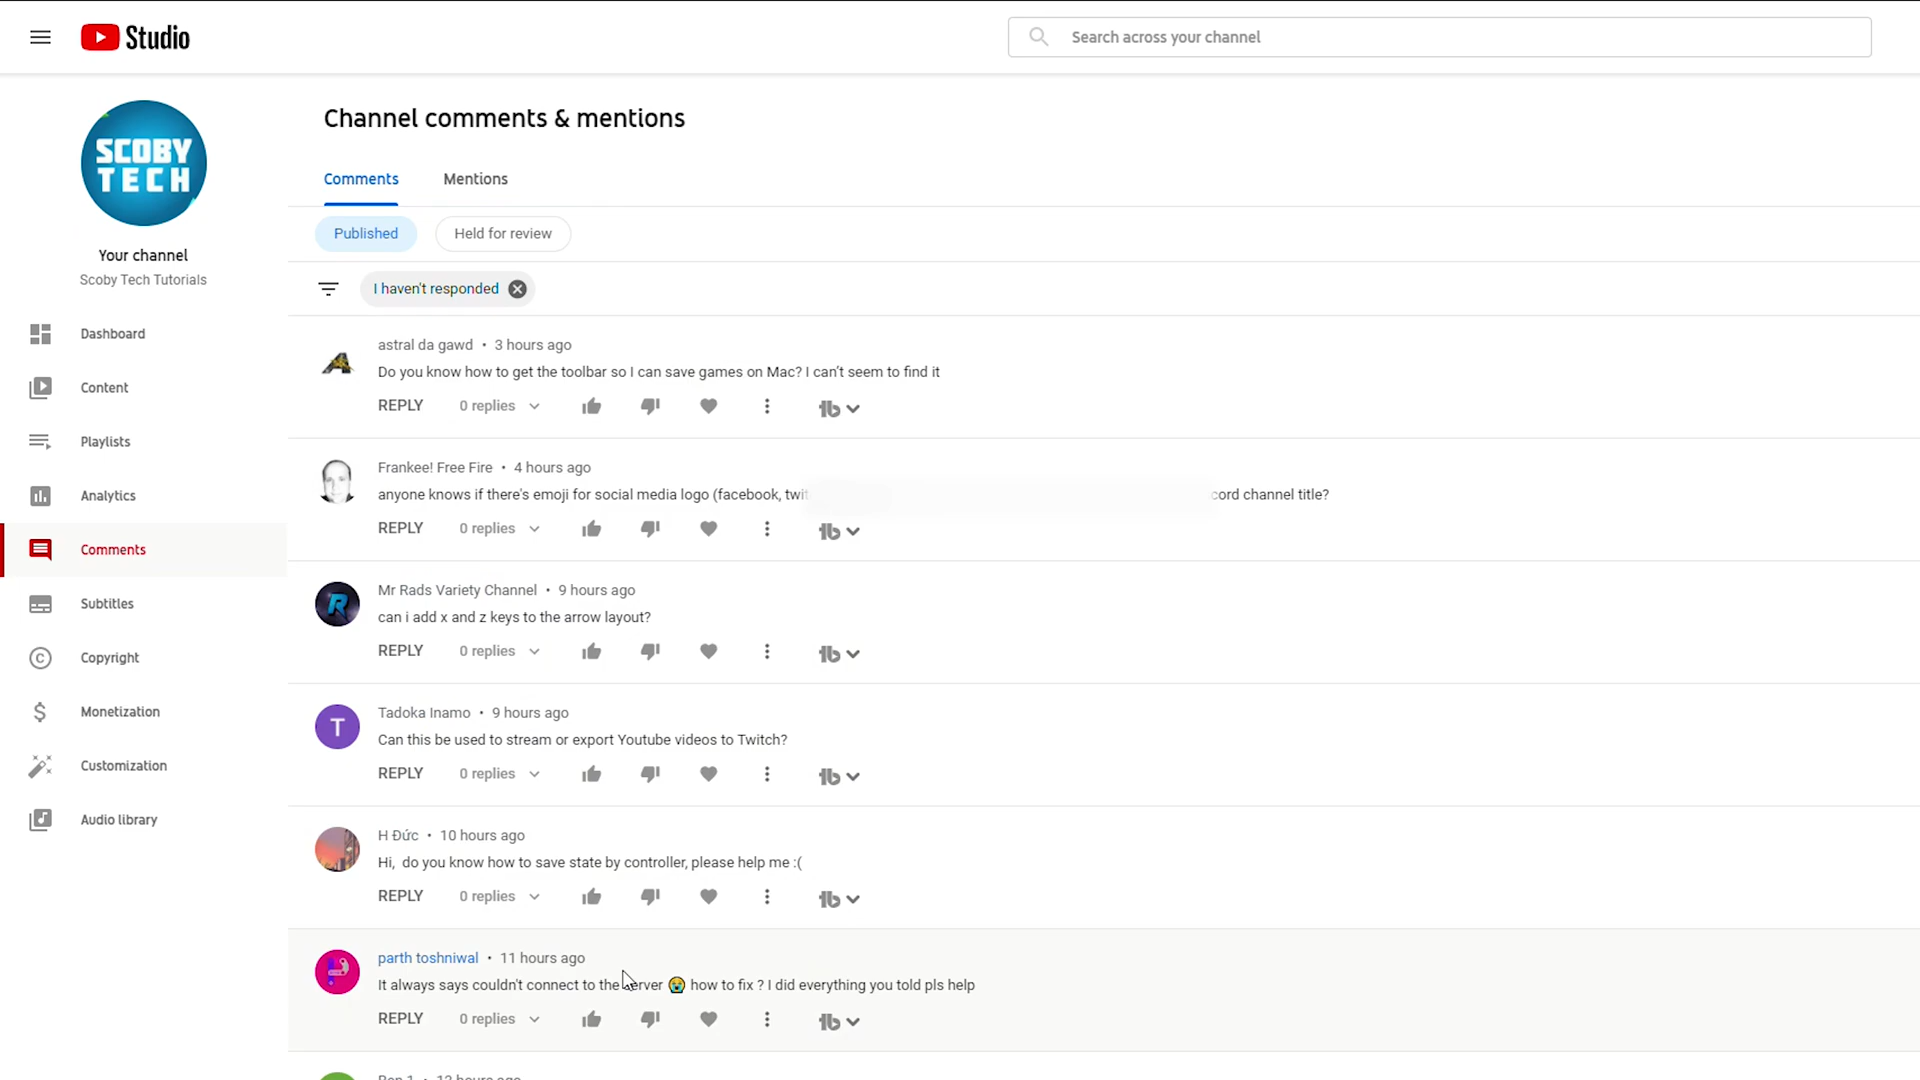 Studio
Search across your channel
SCOBY
TECH
Your channel
Scoby Tech Tutorials
Dashboard
Content
Playlists
Analytics
Comments
Subtitles
Copyright
Monetization
Customization
Audio library
Channel comments & mentions
Comments
Mentions
Published
Held for review
I haven't responded
astral da gawd • 3 hours ago
Do you know how to get the toolbar so I can save games on Mac? I can't seem to find it
REPLY 0 replies
Frankee! Free Fire • 4 hours ago
anyone knows if there's emoji for social media logo (facebook, twit cord channel title?
REPLY 0 replies
Mr Rads Variety Channel • 9 hours ago
can i add x and z keys to the arrow layout?
REPLY 0 replies
T
Tadoka Inamo • 9 hours ago
Can this be used to stream or export Youtube videos to Twitch?
REPLY 0 replies
H Đức • 10 hours ago
Hi, do you know how to save state by controller, please help me :(
REPLY 0 replies
parth toshniwal • 11 hours ago
It always says couldn't connect to the server 😭 how to fix ? I did everything you told pls help
REPLY 0 replies